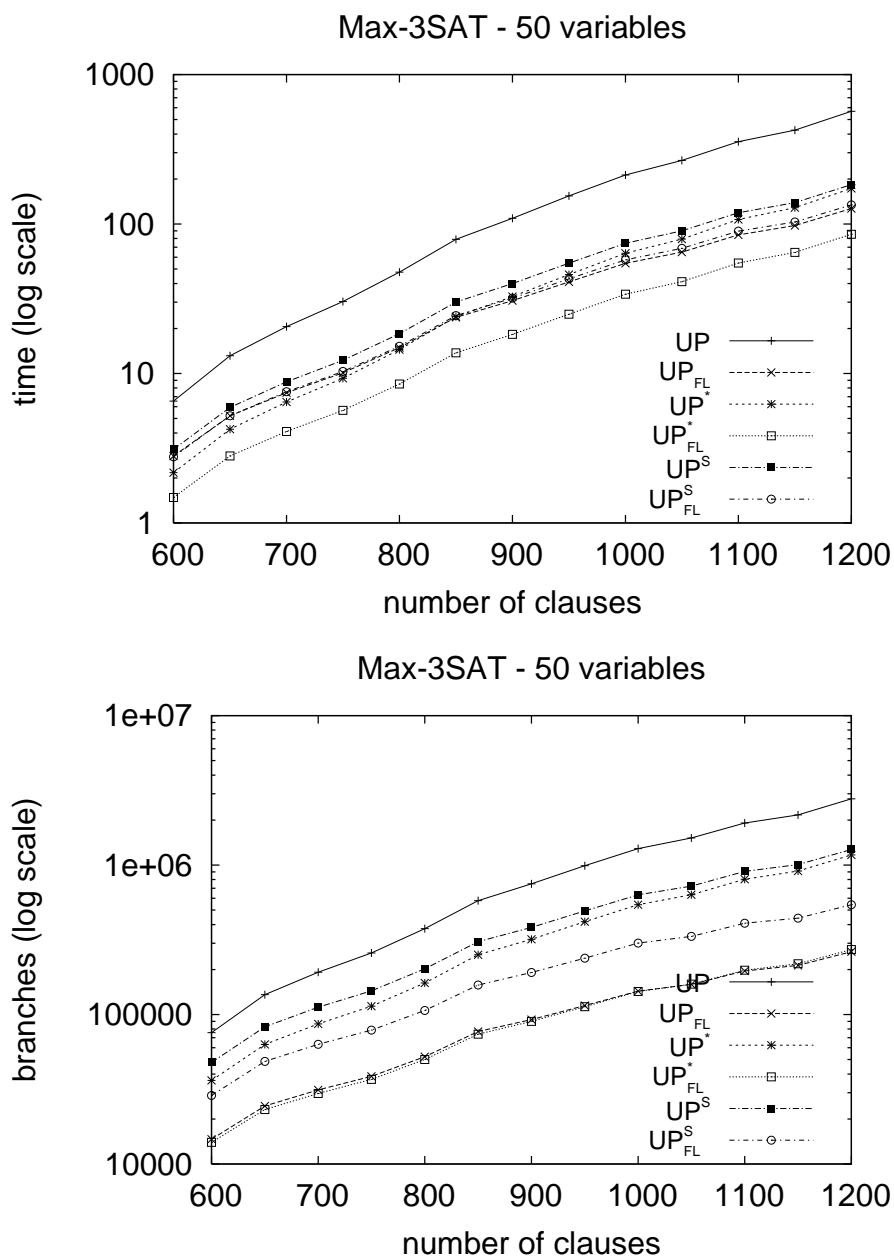 Max-3SAT - 50 variables
time (log scale)
1000
100
10
1
UP
UP_FL
UP*
UP*_FL
UP^S
UP^S_FL
600 700 800 900 1000 1100 1200
number of clauses
Max-3SAT - 50 variables
branches (log scale)
1e+07
1e+06
100000
10000
UP
UP_FL
UP*
UP*_FL
UP^S
UP^S_FL
600 700 800 900 1000 1100 1200
number of clauses